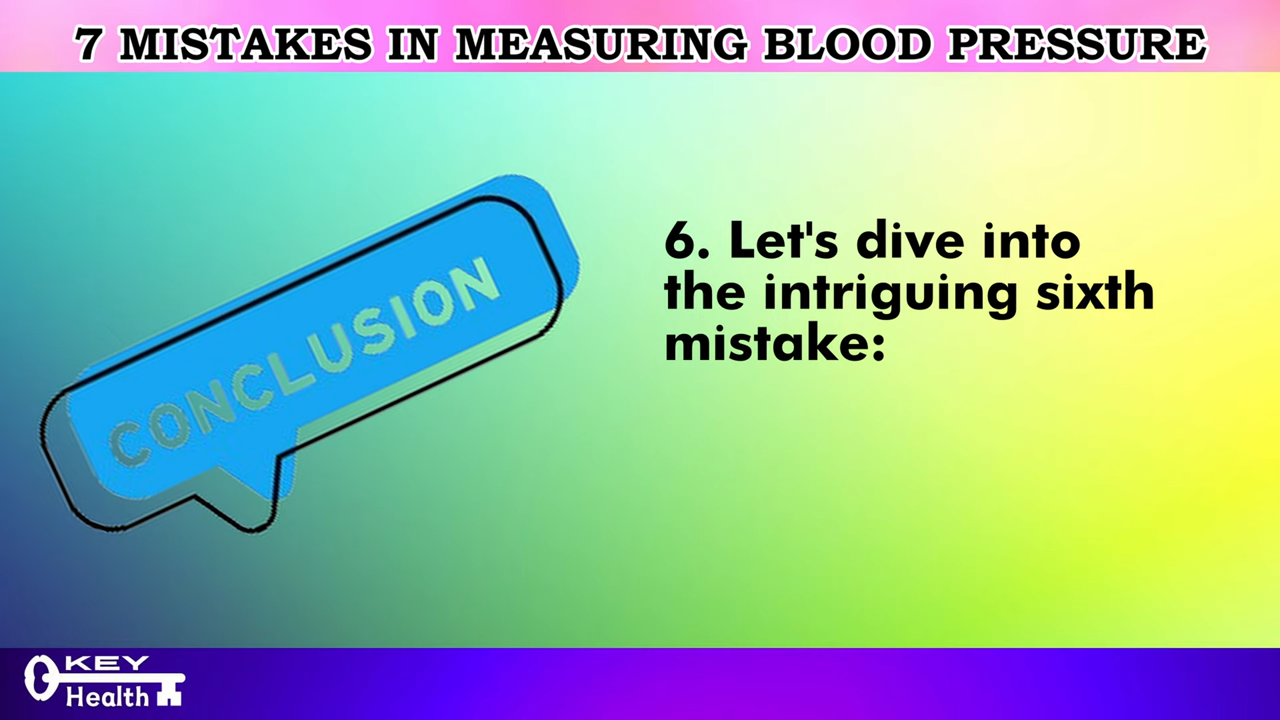 7 MISTAKES IN MEASURING BLOOD PRESSURE
CONCLUSION
6. Let's dive into
the intriguing sixth
mistake:
KEY
Health